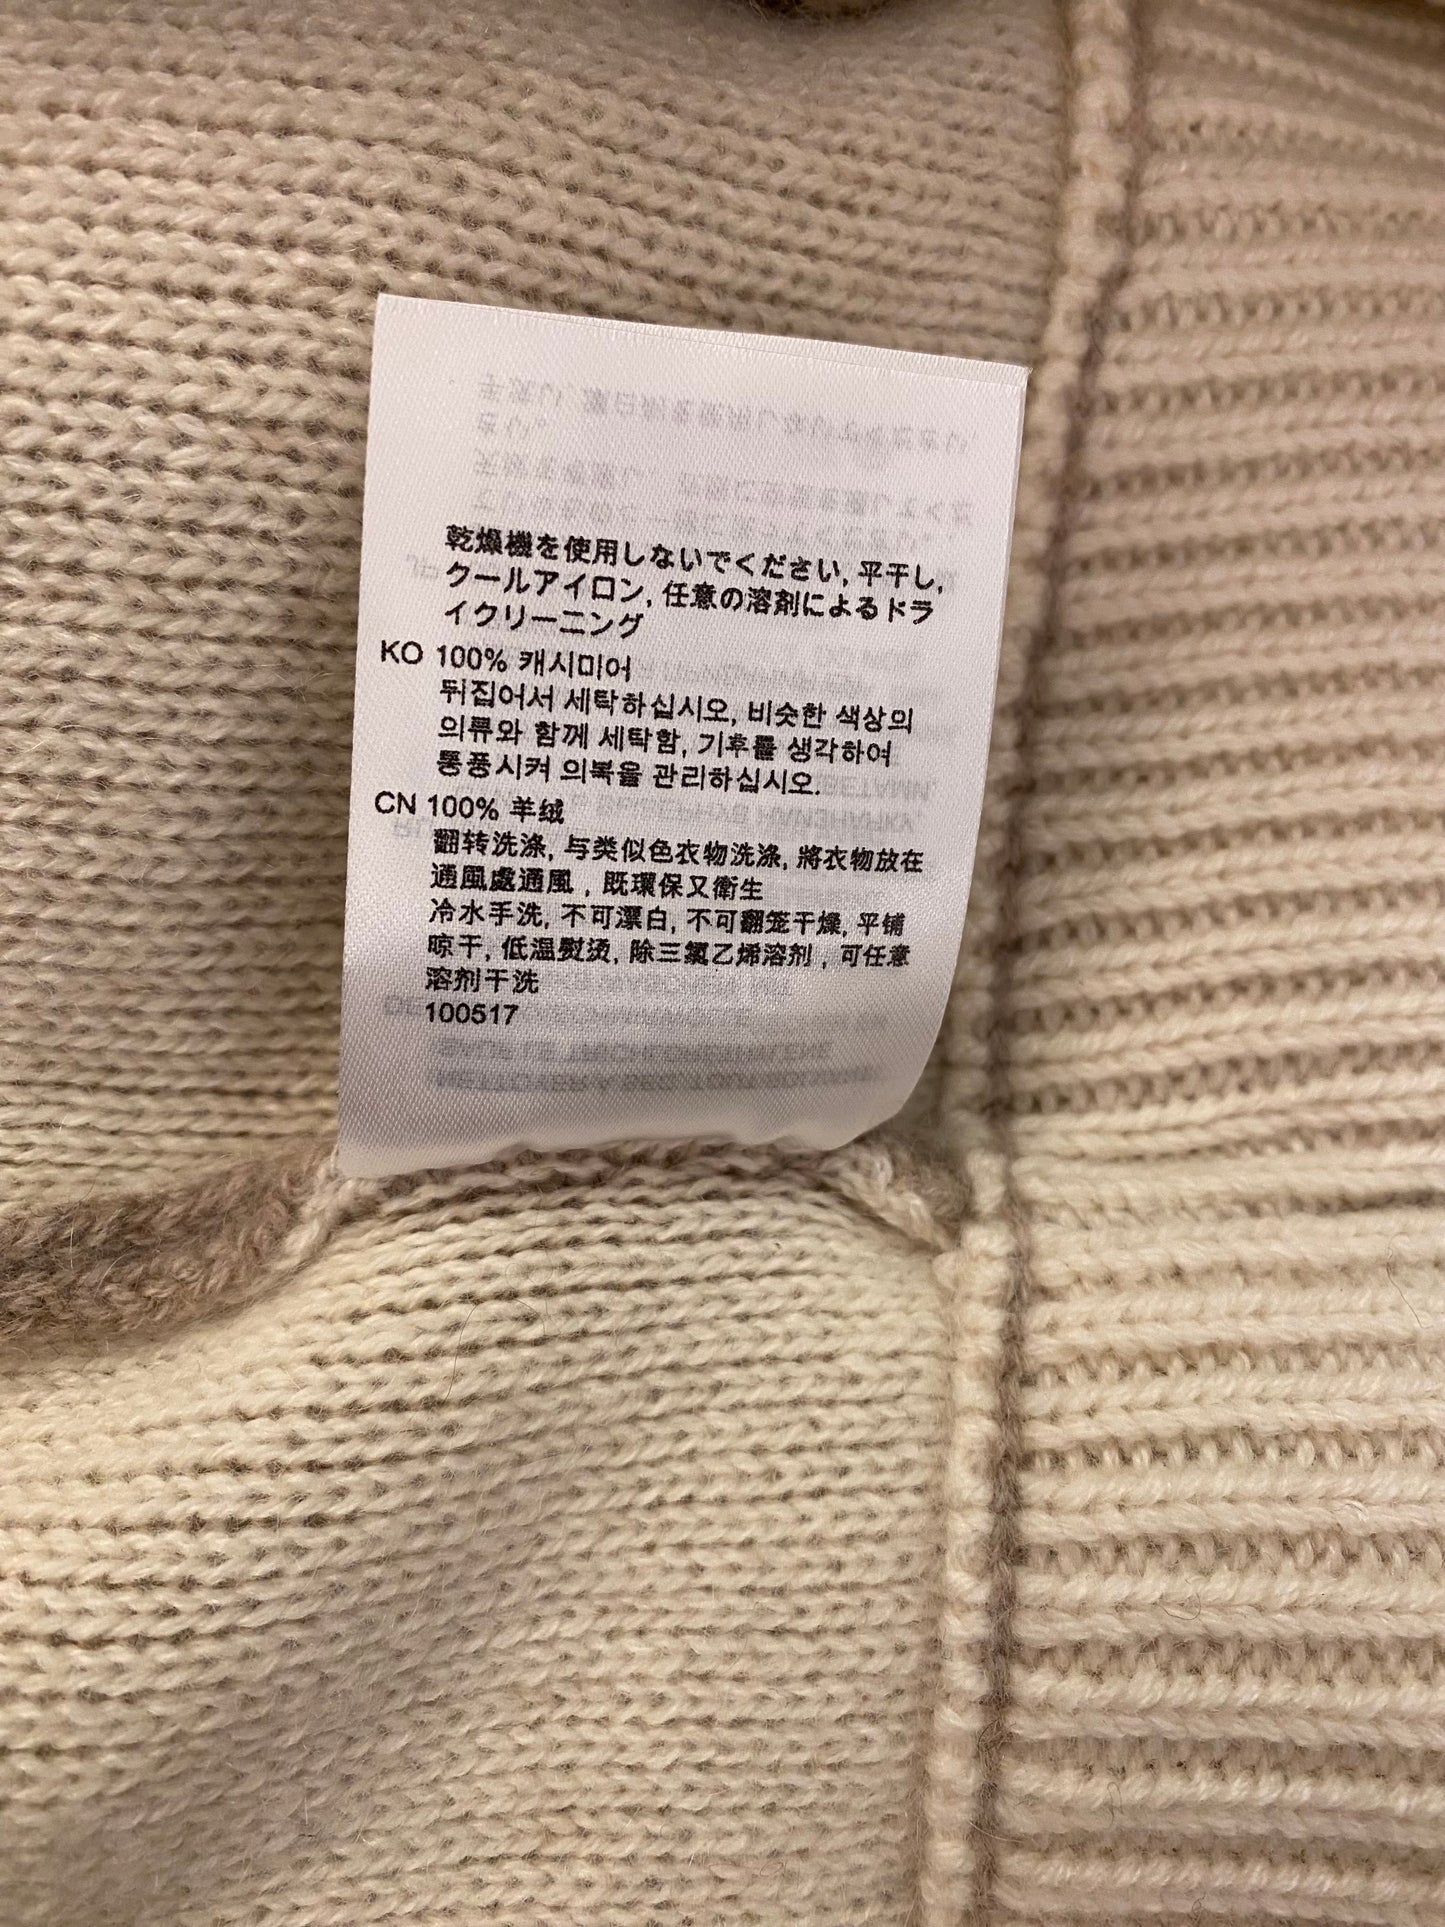 乾燥機を使用しないでください, 平干し,
クールアイロン, 任意の溶剤によるドラ
イクリーニング
KO 100% 캐시미어
뒤집어서 세탁하십시오, 비슷한 색상의
의류와 함께 세탁함, 기후를 생각하여
통풍시켜 의복을 관리하십시오.
CN 100% 羊绒
翻转洗涤, 与类似色衣物洗涤, 將衣物放在
通風處通風 , 既環保又衛生
冷水手洗, 不可漂白, 不可翻笼干燥, 平铺
晾干, 低温熨烫, 除三氯乙烯溶剂 , 可任意
溶剂干洗
100517